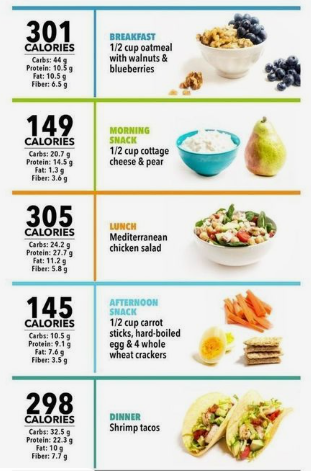 301
CALORIES
Carbs: 44 g
Protein: 10.5 g
Fat: 10.5 g
Fiber: 6.5 g
BREAKFAST
1/2 cup oatmeal
with walnuts &
blueberries
149
CALORIES
Carbs: 20.7 g
Protein: 14.5 g
Fat: 1.3 g
Fiber: 3.6 g
MORNING
SNACK
1/2 cup cottage
cheese & pear
305
CALORIES
Carbs: 24.2 g
Protein: 27.7 g
Fat: 11.2 g
Fiber: 5.8 g
LUNCH
Mediterranean
chicken salad
145
CALORIES
Carbs: 10.5 g
Protein: 9.1 g
Fat: 7.6 g
Fiber: 3.5 g
AFTERNOON
SNACK
1/2 cup carrot
sticks, hard-boiled
egg & 4 whole
wheat crackers
298
CALORIES
Carbs: 32.5 g
Protein: 22.3 g
Fat: 10 g
Fiber: 7.7 g
DINNER
Shrimp tacos